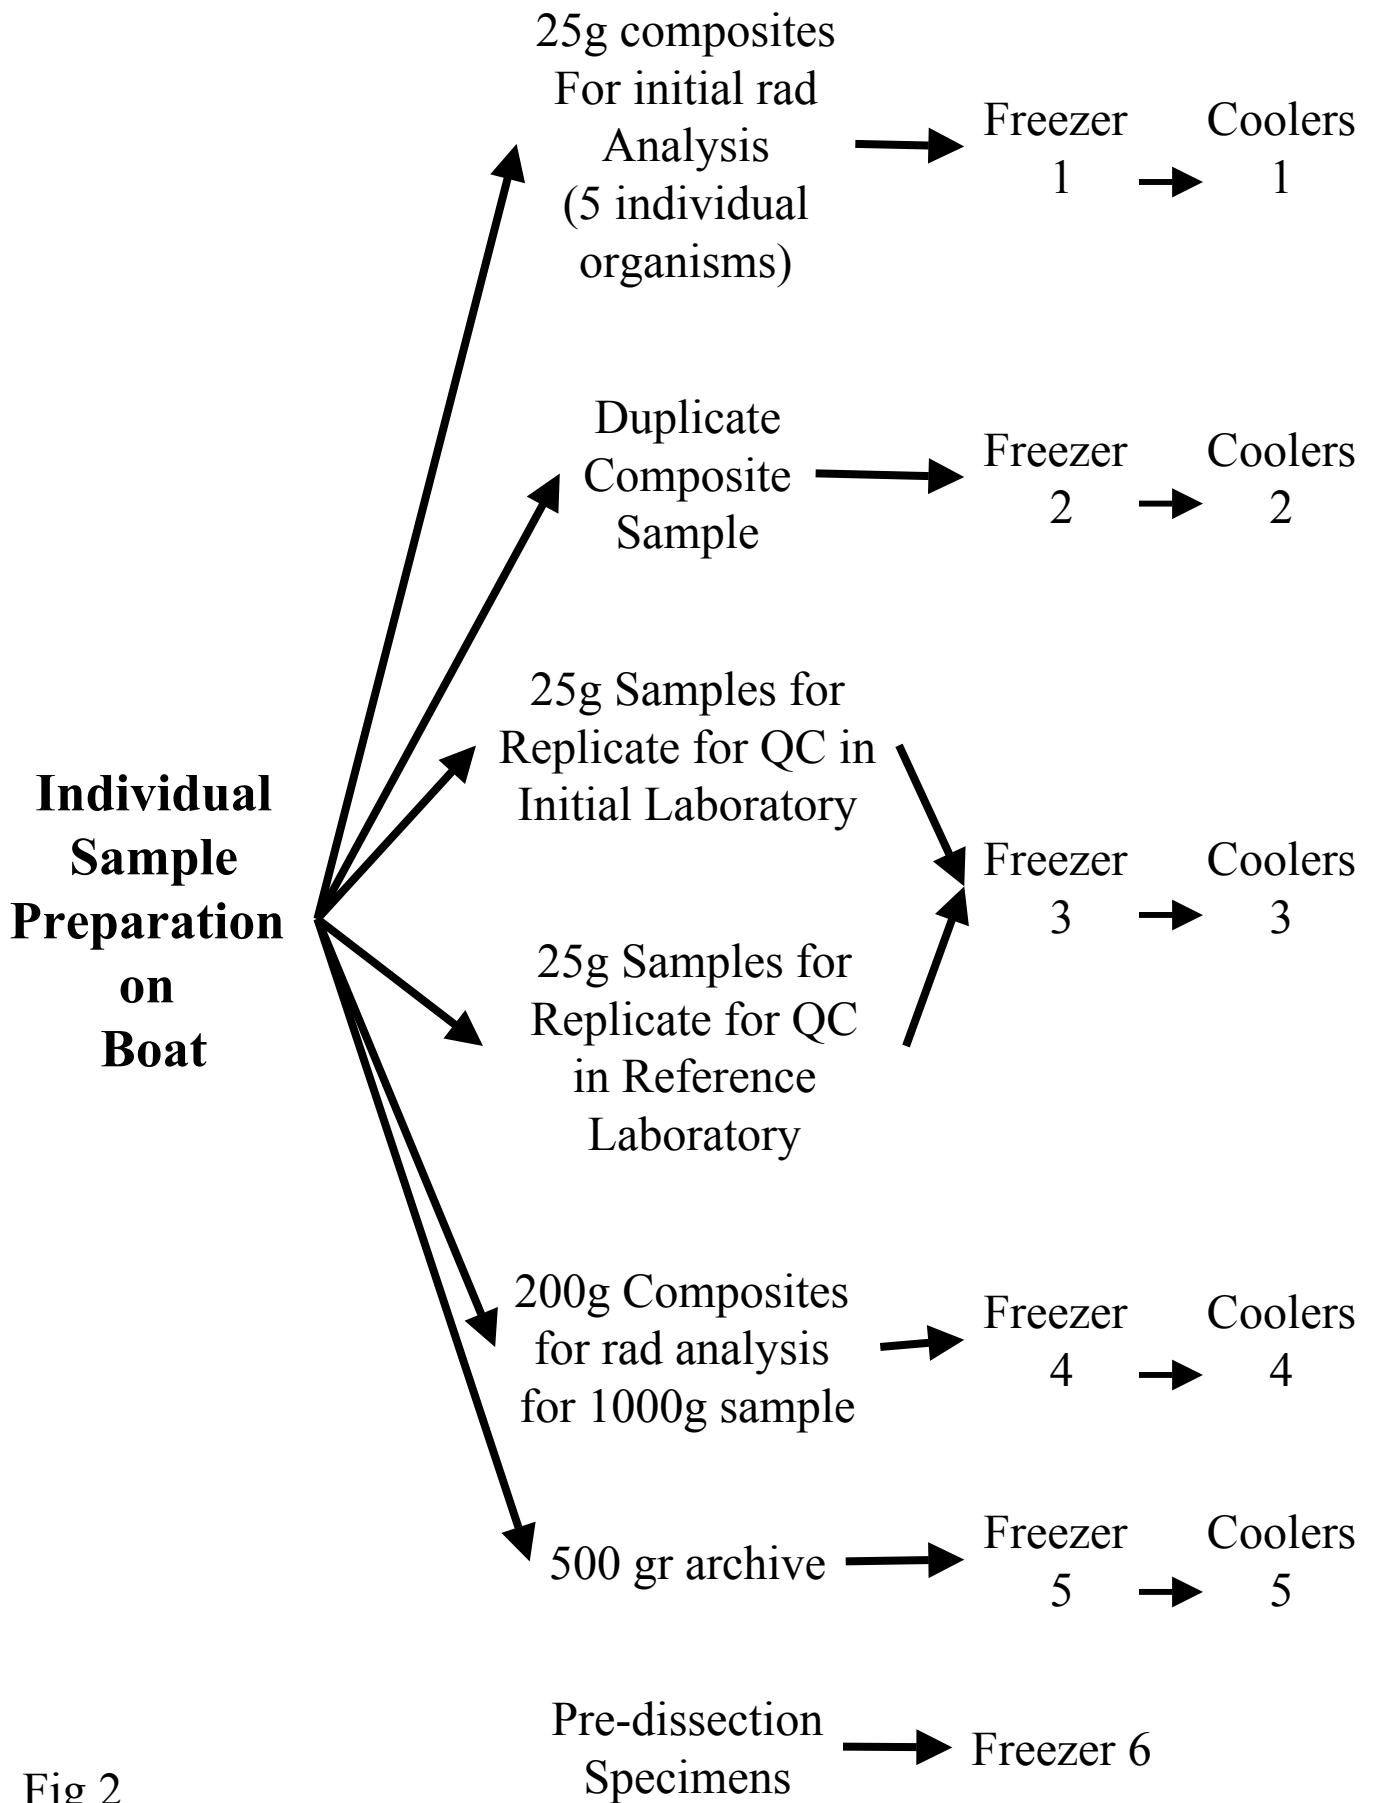 25g composites
For initial rad
Analysis
(5 individual
organisms)
Freezer
1
Coolers
1
Duplicate
Composite
Sample
Freezer
2
Coolers
2
Individual
Sample
Preparation
on
Boat
25g Samples for
Replicate for QC in
Initial Laboratory
25g Samples for
Replicate for QC
in Reference
Laboratory
Freezer
3
Coolers
3
200g Composites
for rad analysis
for 1000g sample
Freezer
4
Coolers
4
500 gr archive
Freezer
5
Coolers
5
Pre-dissection
Specimens
Freezer 6
Fig 2